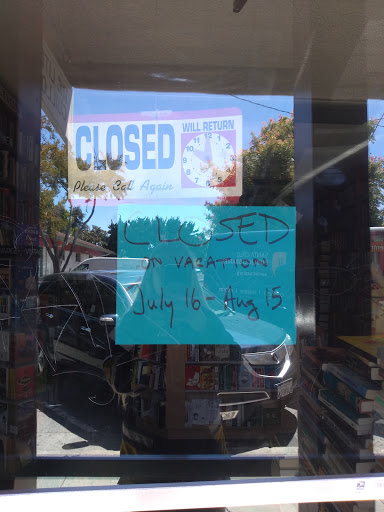 CLOSED
WILL RETURN
Please Call Again
CLOSED
ON VACATION
July 16 - Aug 15